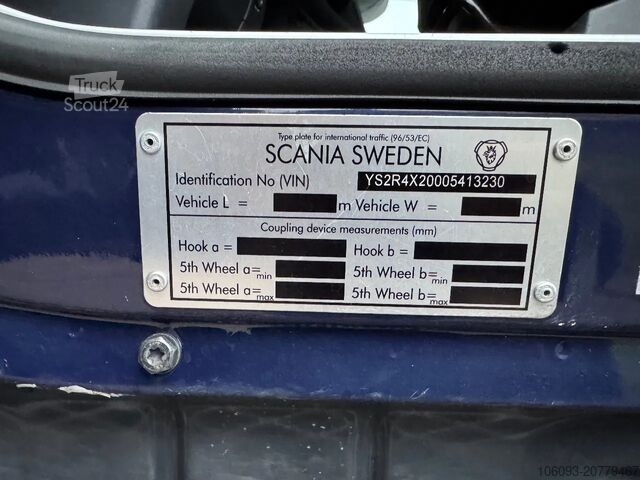 Truck
Scout24
Type plate for international traffic (96/53/EC)
SCANIA SWEDEN
Identification No (VIN) YS2R4X20005413230
Vehicle L = m Vehicle W = m
Coupling device measurements (mm)
Hook a = Hook b =
5th Wheel a= min 5th Wheel b= min
5th Wheel a= max 5th Wheel b= max
106093-20779467